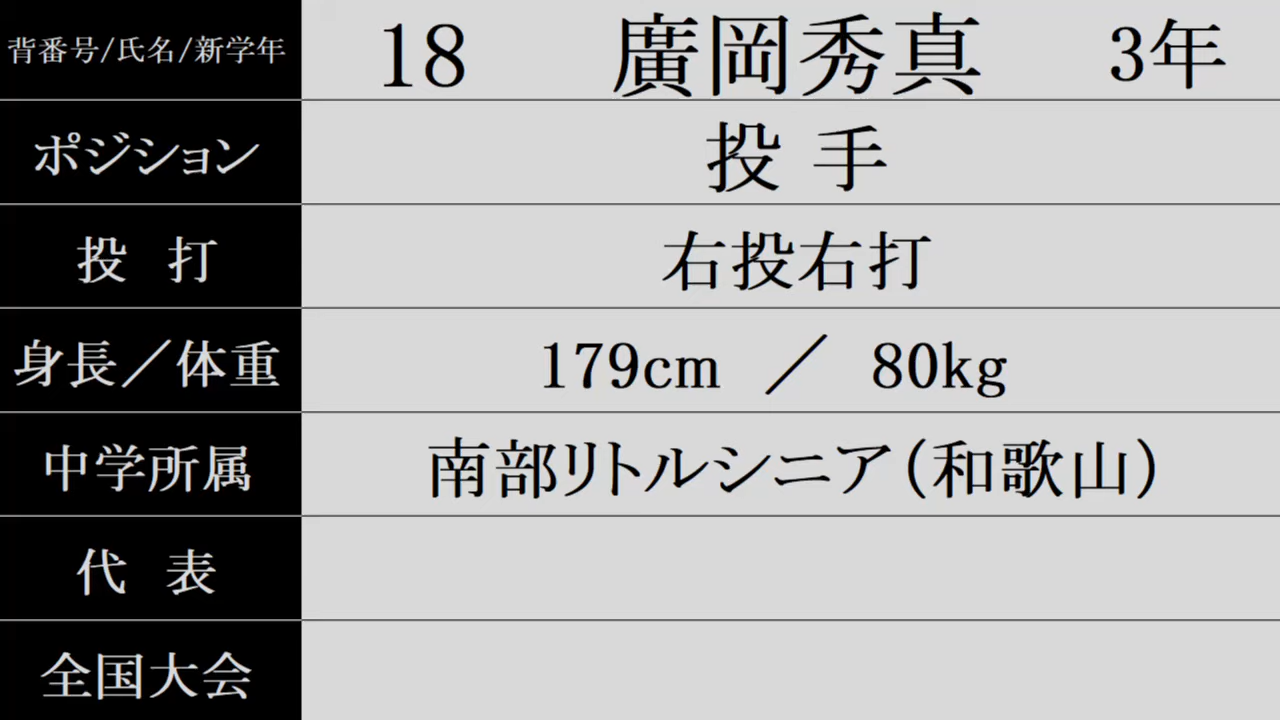 背番号/氏名/新学年 18 廣岡秀真 3年
ポジション 投手
投 打 右投右打
身長／体重 179cm ／ 80kg
中学所属 南部リトルシニア(和歌山)
代 表
全国大会